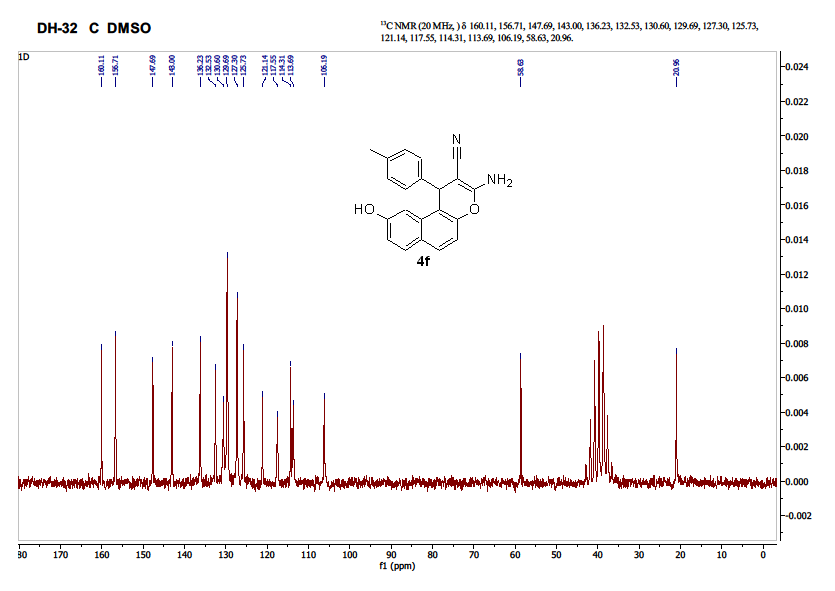 DH-32 C DMSO
¹³C NMR (20 MHz, ) δ 160.11, 156.71, 147.69, 143.00, 136.23, 132.53, 130.60, 129.69, 127.30, 125.73,
121.14, 117.55, 114.31, 113.69, 106.19, 58.63, 20.96.
1D
160.11 156.71 147.69 143.00 136.23 132.53 130.60 129.69 127.30 125.73 121.14 117.55 114.31 113.69 106.19 58.63 20.96
0.024
0.022
0.020
0.018
0.016
0.014
0.012
0.010
0.008
0.006
0.004
0.002
0.000
-0.002
N
NH2
HO
O
4f
80 170 160 150 140 130 120 110 100 90 80 70 60 50 40 30 20 10 0
f1 (ppm)